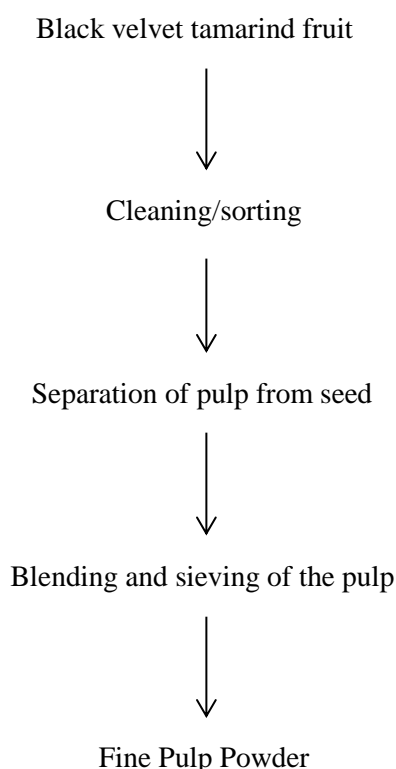 Black velvet tamarind fruit
Cleaning/sorting
Separation of pulp from seed
Blending and sieving of the pulp
Fine Pulp Powder